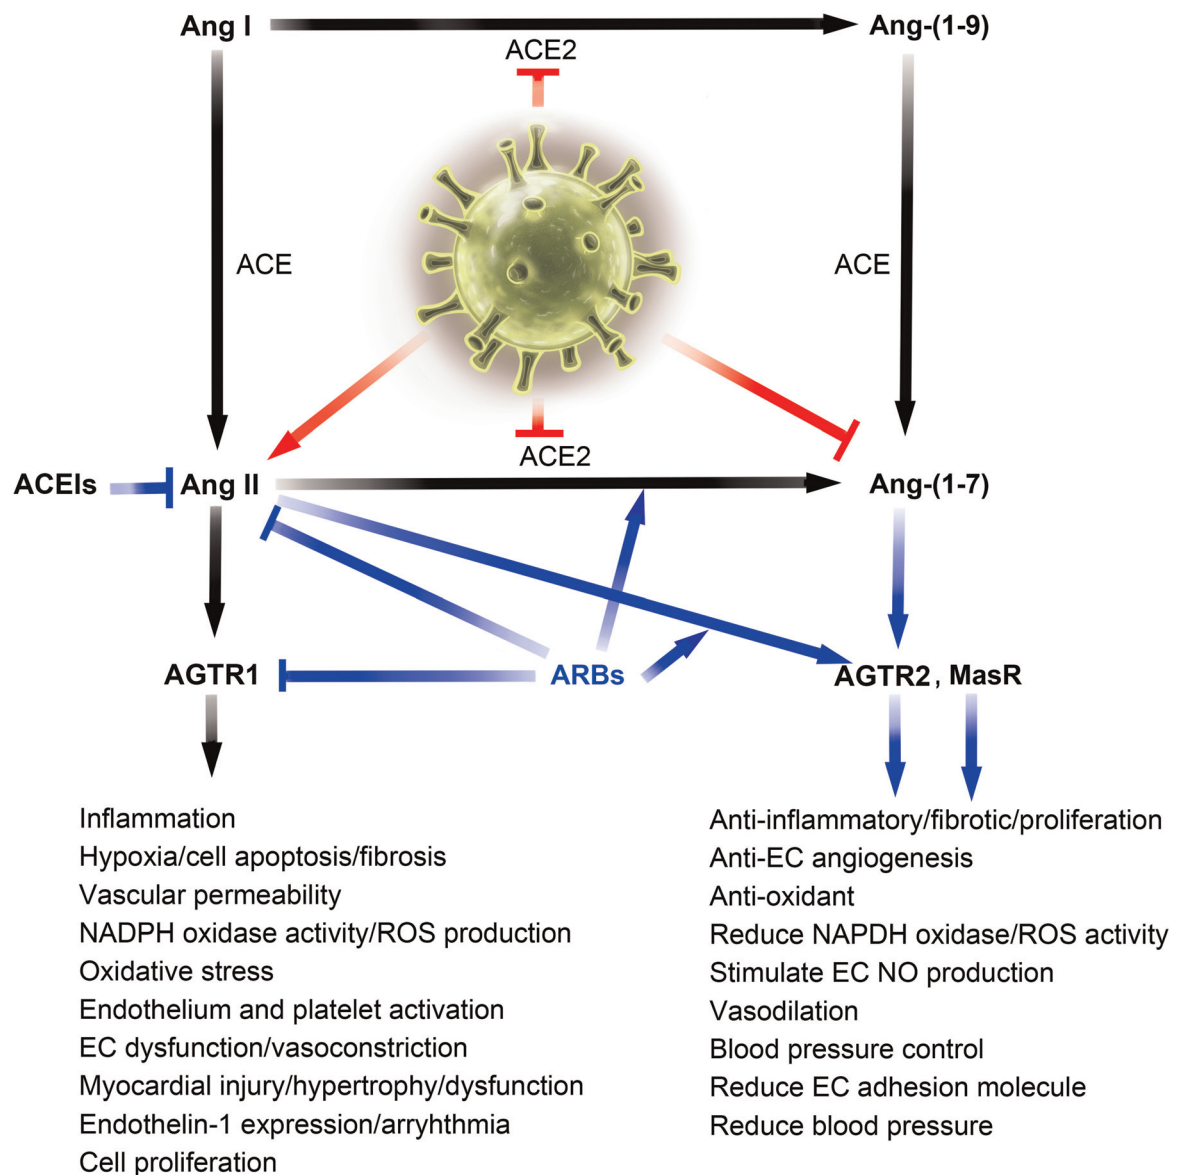 Ang I
Ang-(1-9)
ACE2
ACE
ACE
ACE2
ACEIs
Ang II
Ang-(1-7)
AGTR1
ARBs
AGTR2, MasR
Inflammation
Hypoxia/cell apoptosis/fibrosis
Vascular permeability
NADPH oxidase activity/ROS production
Oxidative stress
Endothelium and platelet activation
EC dysfunction/vasoconstriction
Myocardial injury/hypertrophy/dysfunction
Endothelin-1 expression/arryhthmia
Cell proliferation
Anti-inflammatory/fibrotic/proliferation
Anti-EC angiogenesis
Anti-oxidant
Reduce NAPDH oxidase/ROS activity
Stimulate EC NO production
Vasodilation
Blood pressure control
Reduce EC adhesion molecule
Reduce blood pressure